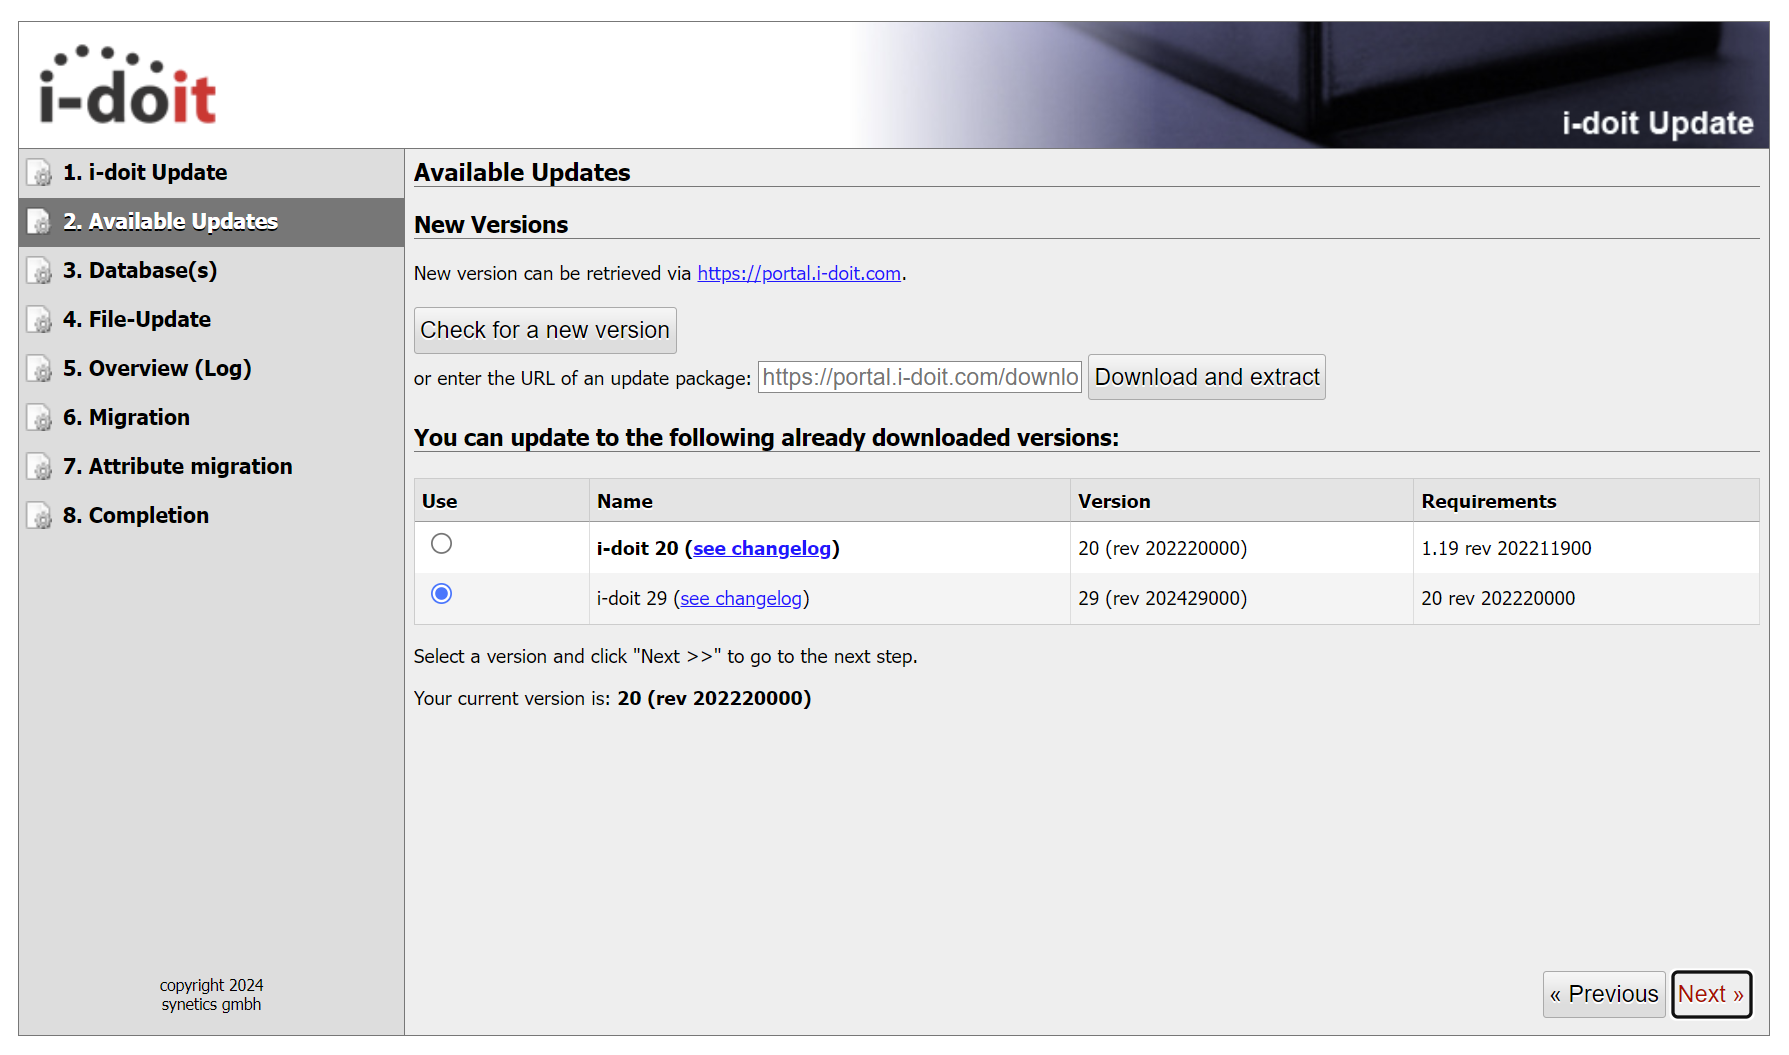 i-doit
i-doit Update
1. i-doit Update
2. Available Updates
3. Database(s)
4. File-Update
5. Overview (Log)
6. Migration
7. Attribute migration
8. Completion
copyright 2024
synetics gmbh
Available Updates
New Versions
New version can be retrieved via https://portal.i-doit.com.
Check for a new version
or enter the URL of an update package: https://portal.i-doit.com/downlo Download and extract
You can update to the following already downloaded versions:
Use Name Version Requirements
i-doit 20 (see changelog) 20 (rev 202220000) 1.19 rev 202211900
i-doit 29 (see changelog) 29 (rev 202429000) 20 rev 202220000
Select a version and click "Next >>" to go to the next step.
Your current version is: 20 (rev 202220000)
« Previous Next »